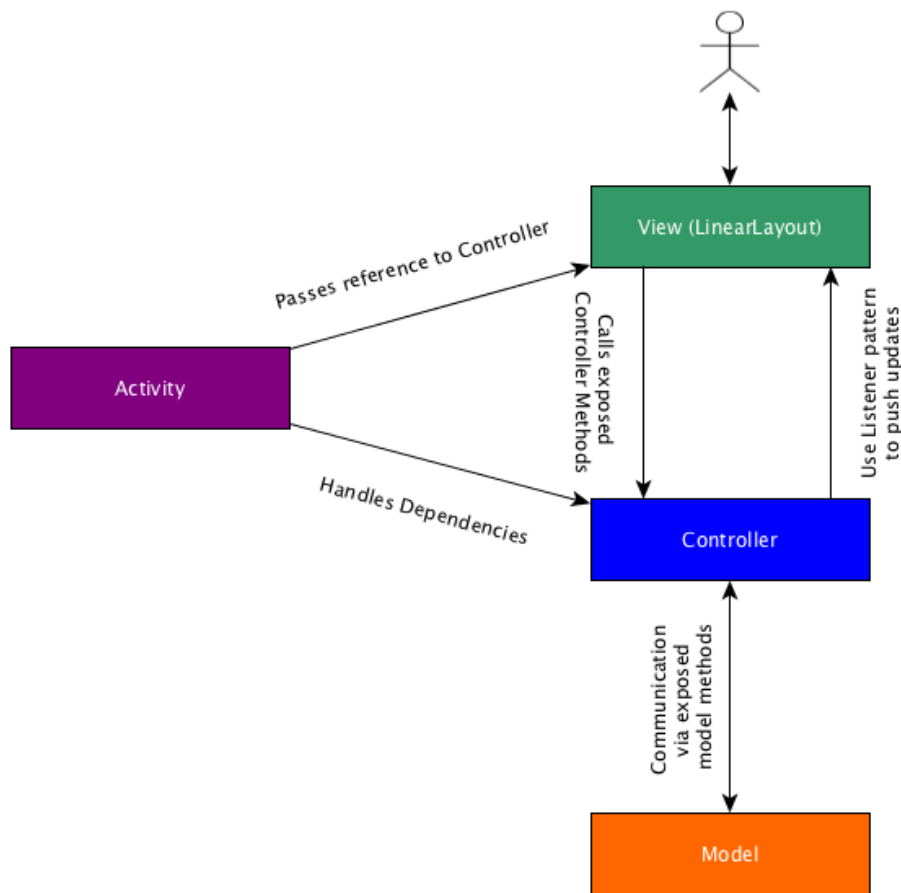 View (LinearLayout)
Passes reference to Controller
Calls exposed
Controller Methods
Use Listener pattern
to push updates
Activity
Handles Dependencies
Controller
Communication
via exposed
model methods
Model